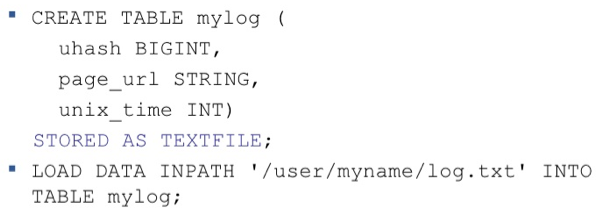 ▪ CREATE TABLE mylog (
uhash BIGINT,
page_url STRING,
unix_time INT)
STORED AS TEXTFILE;
▪ LOAD DATA INPATH '/user/myname/log.txt' INTO
TABLE mylog;